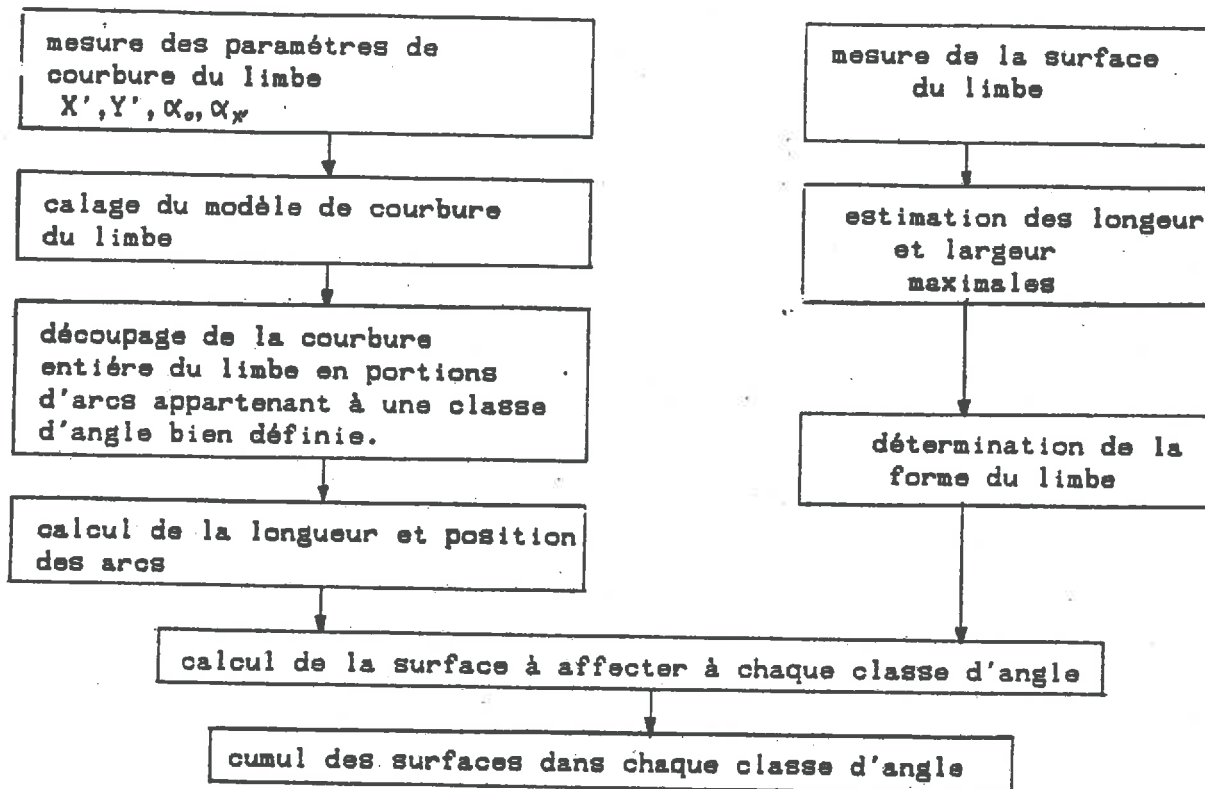 mesure des paramétres de
courbure du limbe
X',Y',α₀,αₓ'
calage du modèle de courbure
du limbe
découpage de la courbure
entiére du limbe en portions
d'arcs appartenant à une classe
d'angle bien définie.
calcul de la longueur et position
des arcs
mesure de la surface
du limbe
estimation des longeur
et largeur
maximales
détermination de la
forme du limbe
calcul de la surface à affecter à chaque classe d'angle
cumul des surfaces dans chaque classe d'angle